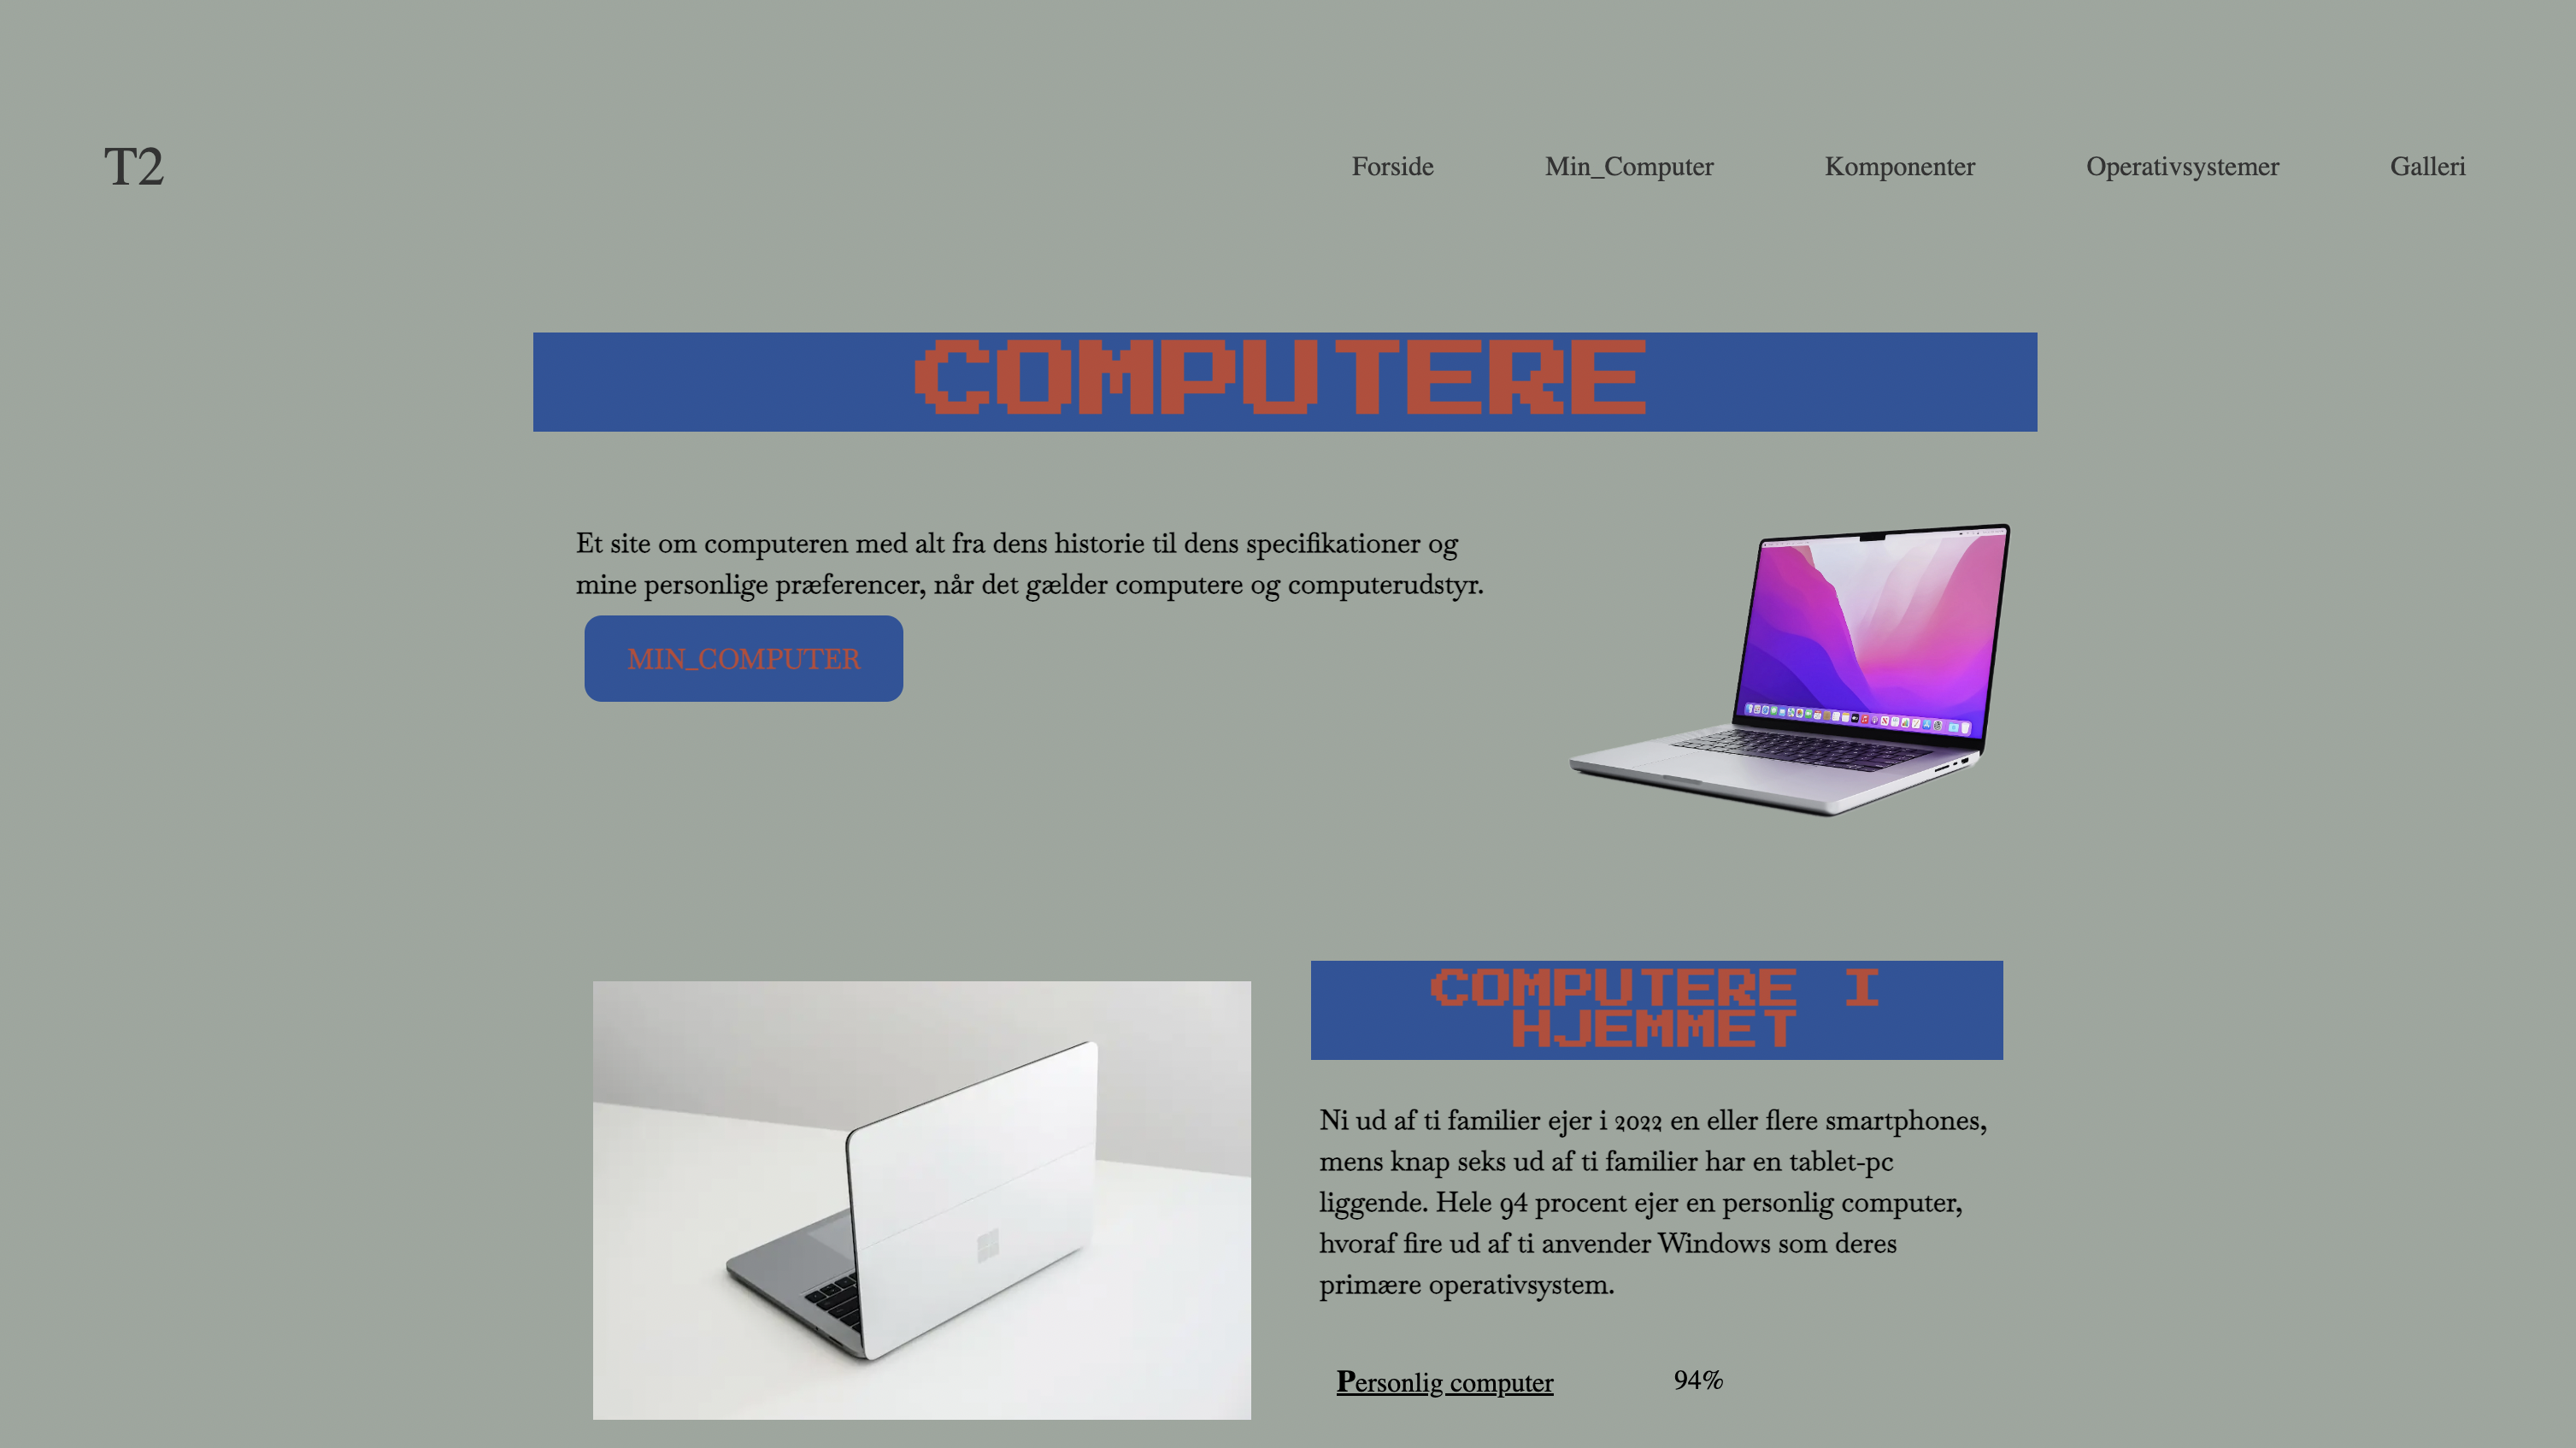 T2
Forside
Min_Computer
Komponenter
Operativsystemer
Galleri
COMPUTERE
Et site om computeren med alt fra dens historie til dens specifikationer og
mine personlige præferencer, når det gælder computere og computerudstyr.
MIN_COMPUTER
COMPUTERE I
HJEMMET
Ni ud af ti familier ejer i 2022 en eller flere smartphones,
mens knap seks ud af ti familier har en tablet-pc
liggende. Hele 94 procent ejer en personlig computer,
hvoraf fire ud af ti anvender Windows som deres
primære operativsystem.
Personlig computer 94%